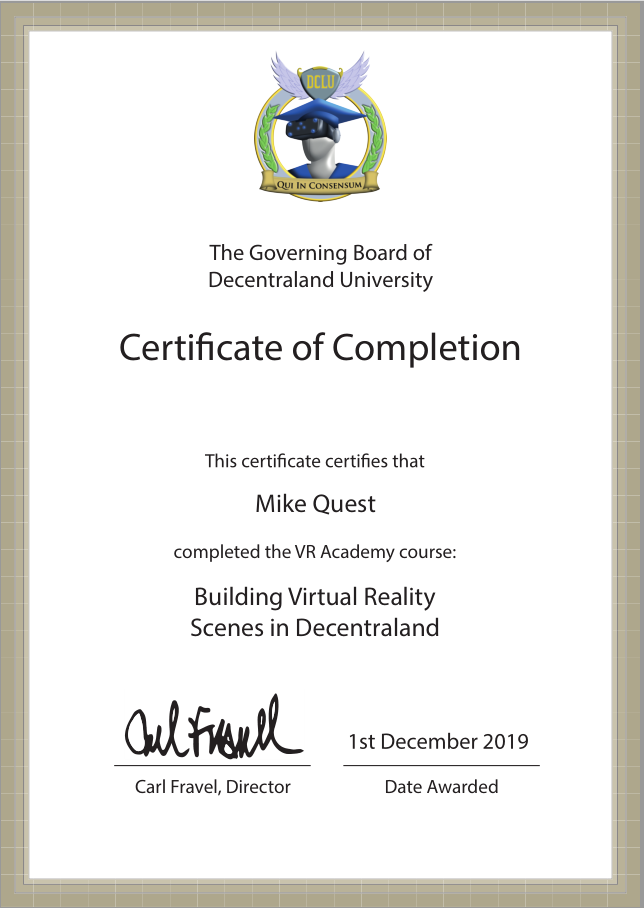 DCLU
QUI IN CONSENSUM
The Governing Board of
Decentraland University
Certificate of Completion
This certificate certifies that
Mike Quest
completed the VR Academy course:
Building Virtual Reality
Scenes in Decentraland
Carl Fravel
1st December 2019
Carl Fravel, Director
Date Awarded